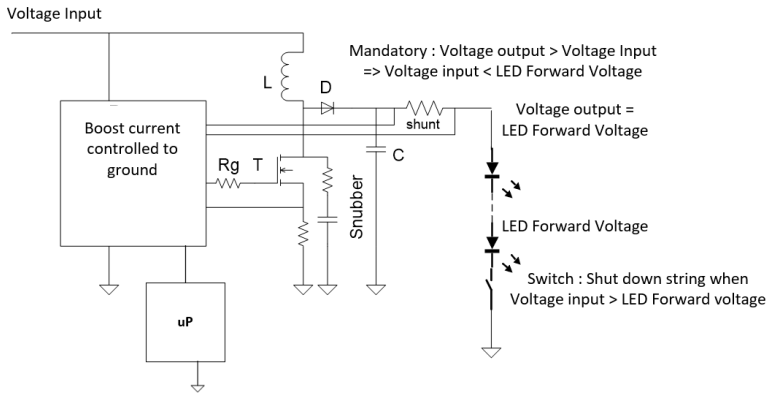 Voltage Input
Mandatory : Voltage output > Voltage Input
=> Voltage input < LED Forward Voltage
L
D
shunt
Voltage output =
LED Forward Voltage
Boost current
controlled to
ground
C
Rg
T
Snubber
LED Forward Voltage
Switch : Shut down string when
Voltage input > LED Forward voltage
uP